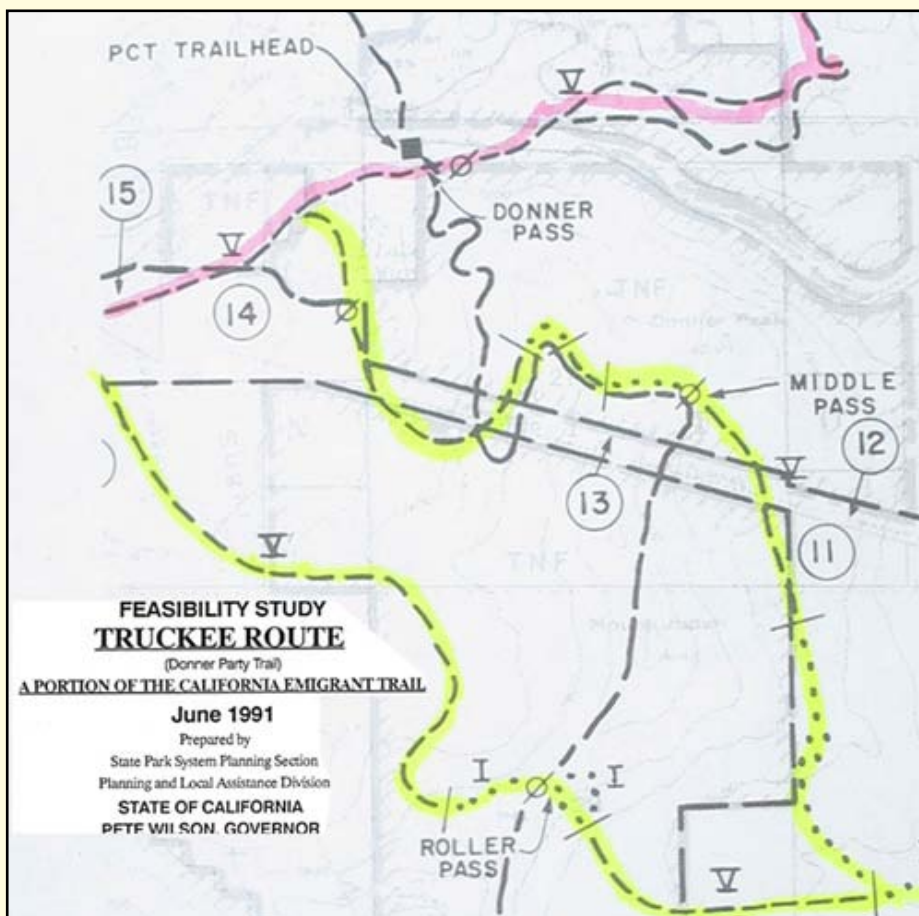 PCT TRAILHEAD
V
15
DONNER
PASS
TNF
V
14
TNF
MIDDLE
PASS
12
V
13
11
V
TNF
FEASIBILITY STUDY
TRUCKEE ROUTE
(Donner Party Trail)
A PORTION OF THE CALIFORNIA EMIGRANT TRAIL
June 1991
Prepared by
State Park System Planning Section
Planning and Local Assistance Division
STATE OF CALIFORNIA
PETE WILSON, GOVERNOR
I
I
ROLLER
PASS
V